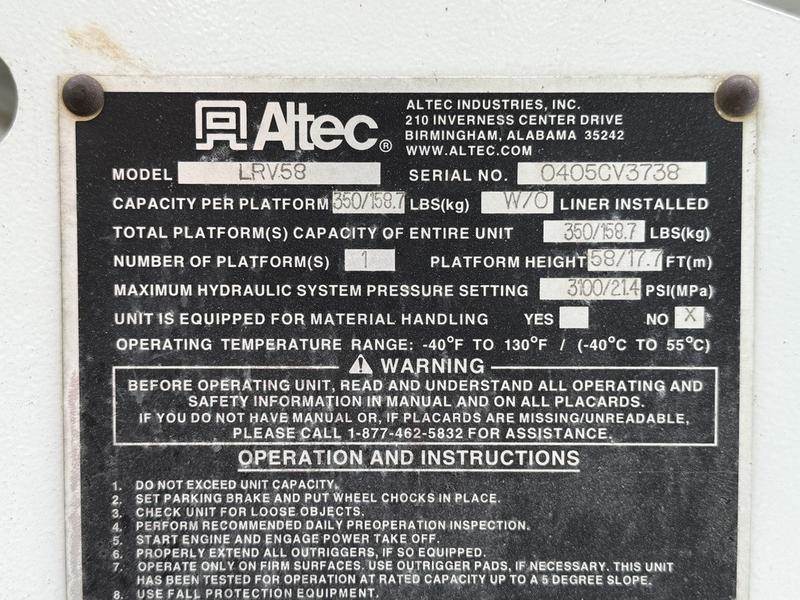 Altec®
ALTEC INDUSTRIES, INC.
210 INVERNESS CENTER DRIVE
BIRMINGHAM, ALABAMA 35242
WWW.ALTEC.COM
MODEL LRV58 SERIAL NO. 0405CV3738
CAPACITY PER PLATFORM 350/158.7 LBS(kg) W/O LINER INSTALLED
TOTAL PLATFORM(S) CAPACITY OF ENTIRE UNIT 350/158.7 LBS(kg)
NUMBER OF PLATFORM(S) 1 PLATFORM HEIGHT 58/17.7 FT(m)
MAXIMUM HYDRAULIC SYSTEM PRESSURE SETTING 3100/21.4 PSI(MPa)
UNIT IS EQUIPPED FOR MATERIAL HANDLING YES NO X
OPERATING TEMPERATURE RANGE: -40°F TO 130°F / (-40°C TO 55°C)
WARNING
BEFORE OPERATING UNIT, READ AND UNDERSTAND ALL OPERATING AND
SAFETY INFORMATION IN MANUAL AND ON ALL PLACARDS.
IF YOU DO NOT HAVE MANUAL OR, IF PLACARDS ARE MISSING/UNREADABLE,
PLEASE CALL 1-877-462-5832 FOR ASSISTANCE.
OPERATION AND INSTRUCTIONS
1. DO NOT EXCEED UNIT CAPACITY.
2. SET PARKING BRAKE AND PUT WHEEL CHOCKS IN PLACE.
3. CHECK UNIT FOR LOOSE OBJECTS.
4. PERFORM RECOMMENDED DAILY PREOPERATION INSPECTION.
5. START ENGINE AND ENGAGE POWER TAKE OFF.
6. PROPERLY EXTEND ALL OUTRIGGERS, IF SO EQUIPPED.
7. OPERATE ONLY ON FIRM SURFACES. USE OUTRIGGER PADS, IF NECESSARY. THIS UNIT
HAS BEEN TESTED FOR OPERATION AT RATED CAPACITY UP TO A 5 DEGREE SLOPE.
8. USE FALL PROTECTION EQUIPMENT.